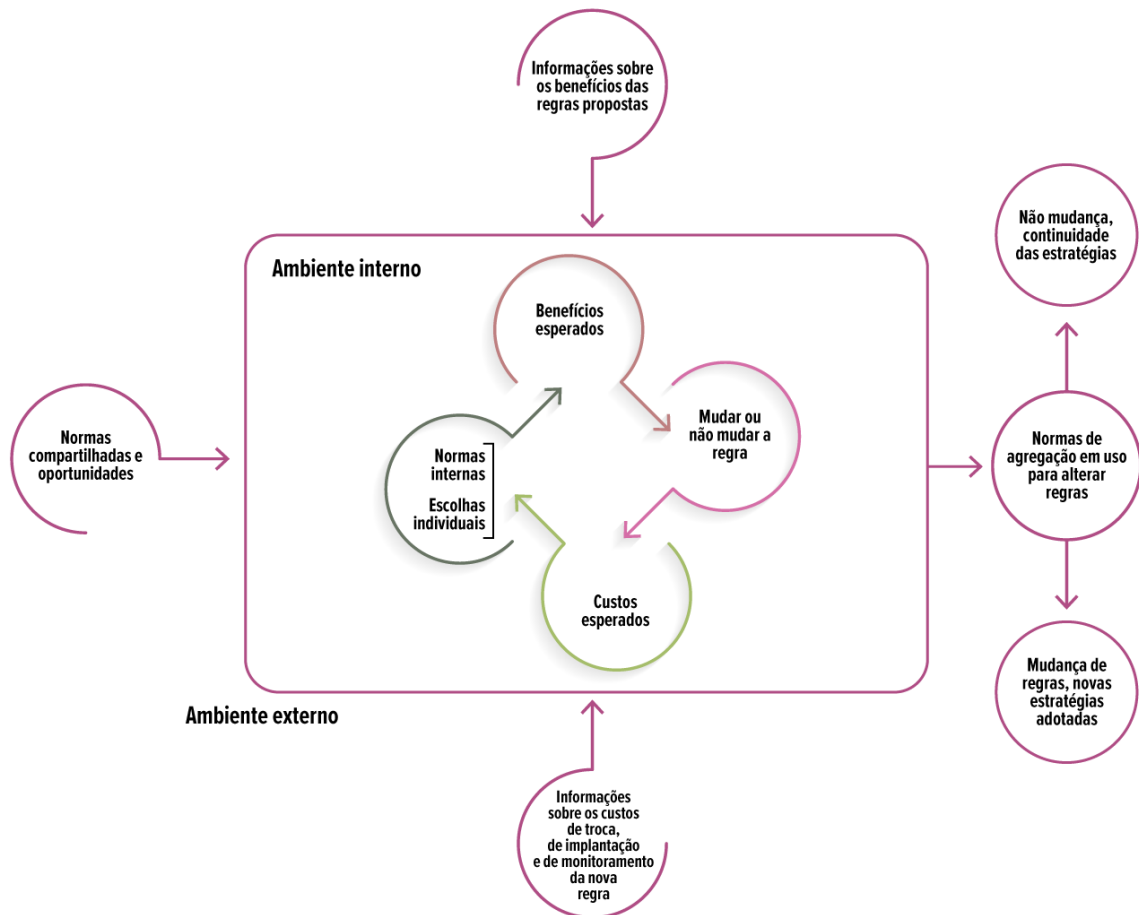 Informações sobre
os benefícios das
regras propostas
Não mudança,
continuidade
das estratégias
Ambiente interno
Benefícios
esperados
Mudar ou
não mudar a
regra
Normas
compartilhadas e
oportunidades
Normas
internas
Escolhas
individuais
Normas de
agregação em uso
para alterar
regras
Custos
esperados
Mudança de
regras, novas
estratégias
adotadas
Ambiente externo
Informações
sobre os custos
de troca,
de implantação
e de monitoramento
da nova
regra